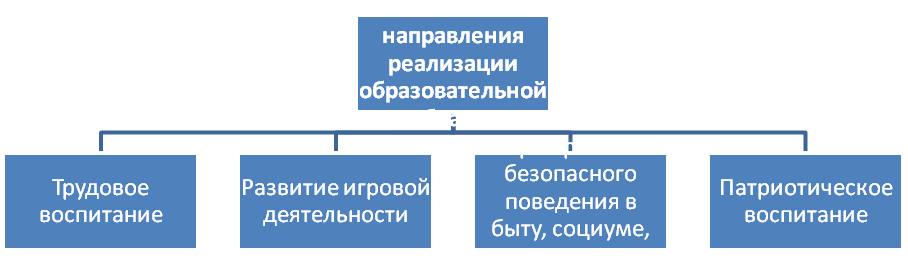 направления
реализации
образовательной
Трудовое
воспитание
Развитие игровой
деятельности
безопасного
поведения в
быту, социуме,
Патриотическое
воспитание